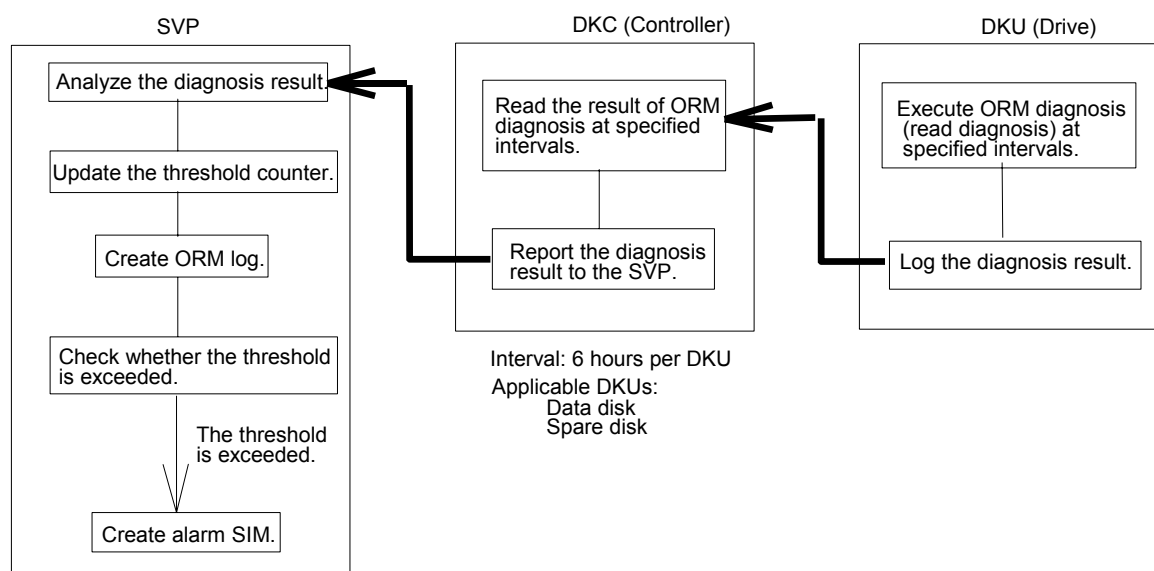 SVP
Analyze the diagnosis result.
Update the threshold counter.
Create ORM log.
Check whether the threshold
is exceeded.
The threshold
is exceeded.
Create alarm SIM.
DKC (Controller)
Read the result of ORM
diagnosis at specified
intervals.
Report the diagnosis
result to the SVP.
Interval: 6 hours per DKU
Applicable DKUs:
Data disk
Spare disk
DKU (Drive)
Execute ORM diagnosis
(read diagnosis) at
specified intervals.
Log the diagnosis result.